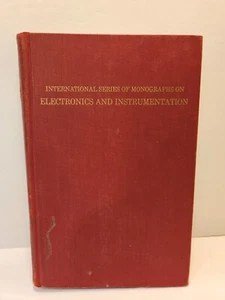 INTERNATIONAL SERIES OF MONOGRAPHS ON
ELECTRONICS AND INSTRUMENTATION